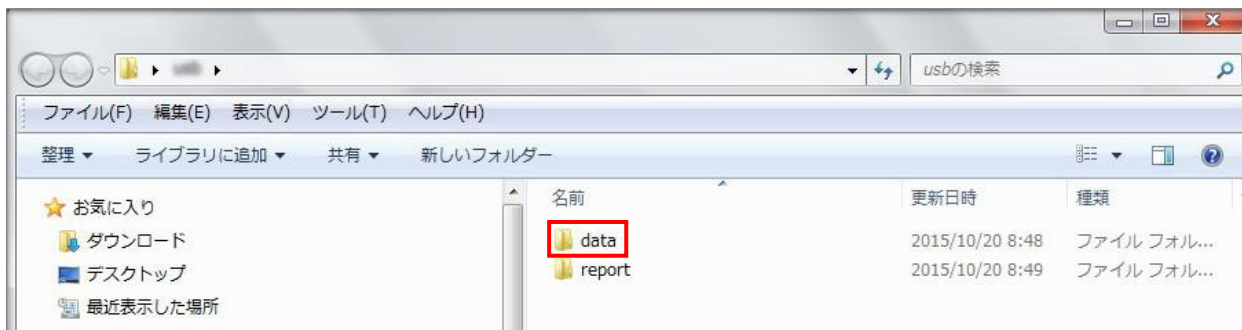 usbの検索
ファイル(F) 編集(E) 表示(V) ツール(T) ヘルプ(H)
整理 ライブラリに追加 共有 新しいフォルダー
お気に入り
ダウンロード
デスクトップ
最近表示した場所
名前 更新日時 種類
data 2015/10/20 8:48 ファイル フォル...
report 2015/10/20 8:49 ファイル フォル...